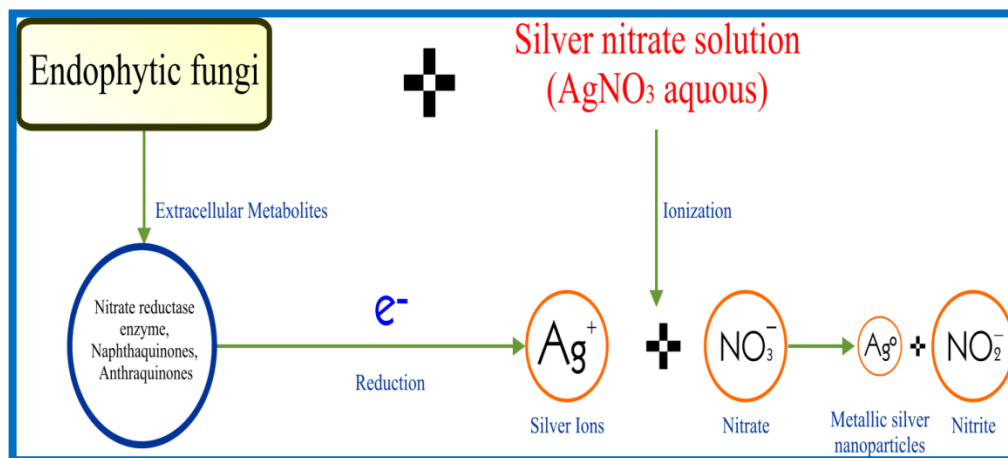 Endophytic fungi
Silver nitrate solution
(AgNO₃ aquous)
Extracellular Metabolites
Ionization
Nitrate reductase
enzyme,
Naphthaquinones,
Anthraquinones
e⁻
Reduction
Ag⁺
NO₃⁻
Ag⁰
NO₂⁻
Silver Ions
Nitrate
Metallic silver
nanoparticles
Nitrite